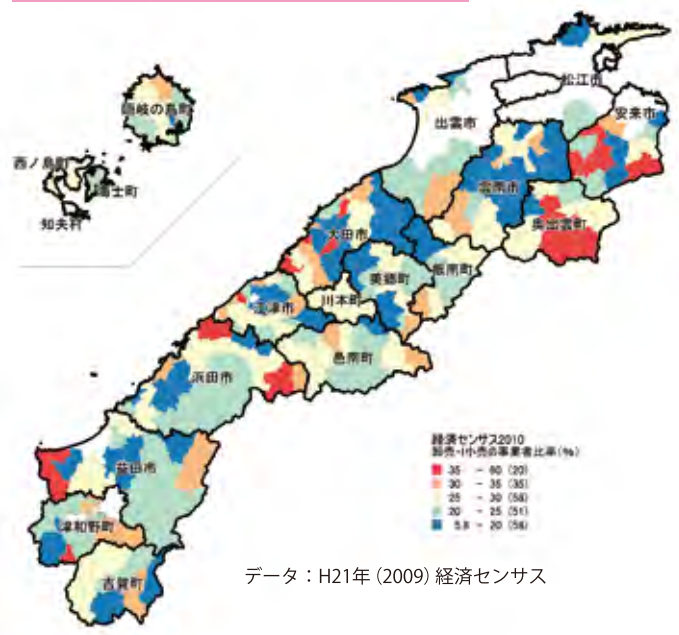 松江市
安来市
出雲市
隠岐の島町
西ノ島町
海士町
知夫村
雲南市
奥出雲町
大田市
飯南町
美郷町
川本町
江津市
邑南町
浜田市
益田市
津和野町
吉賀町
経済センサス2010
卸売・小売の事業者比率(%)
35 - 60 (20)
30 - 35 (35)
25 - 30 (58)
20 - 25 (51)
5.8 - 20 (56)
データ：H21年 (2009) 経済センサス